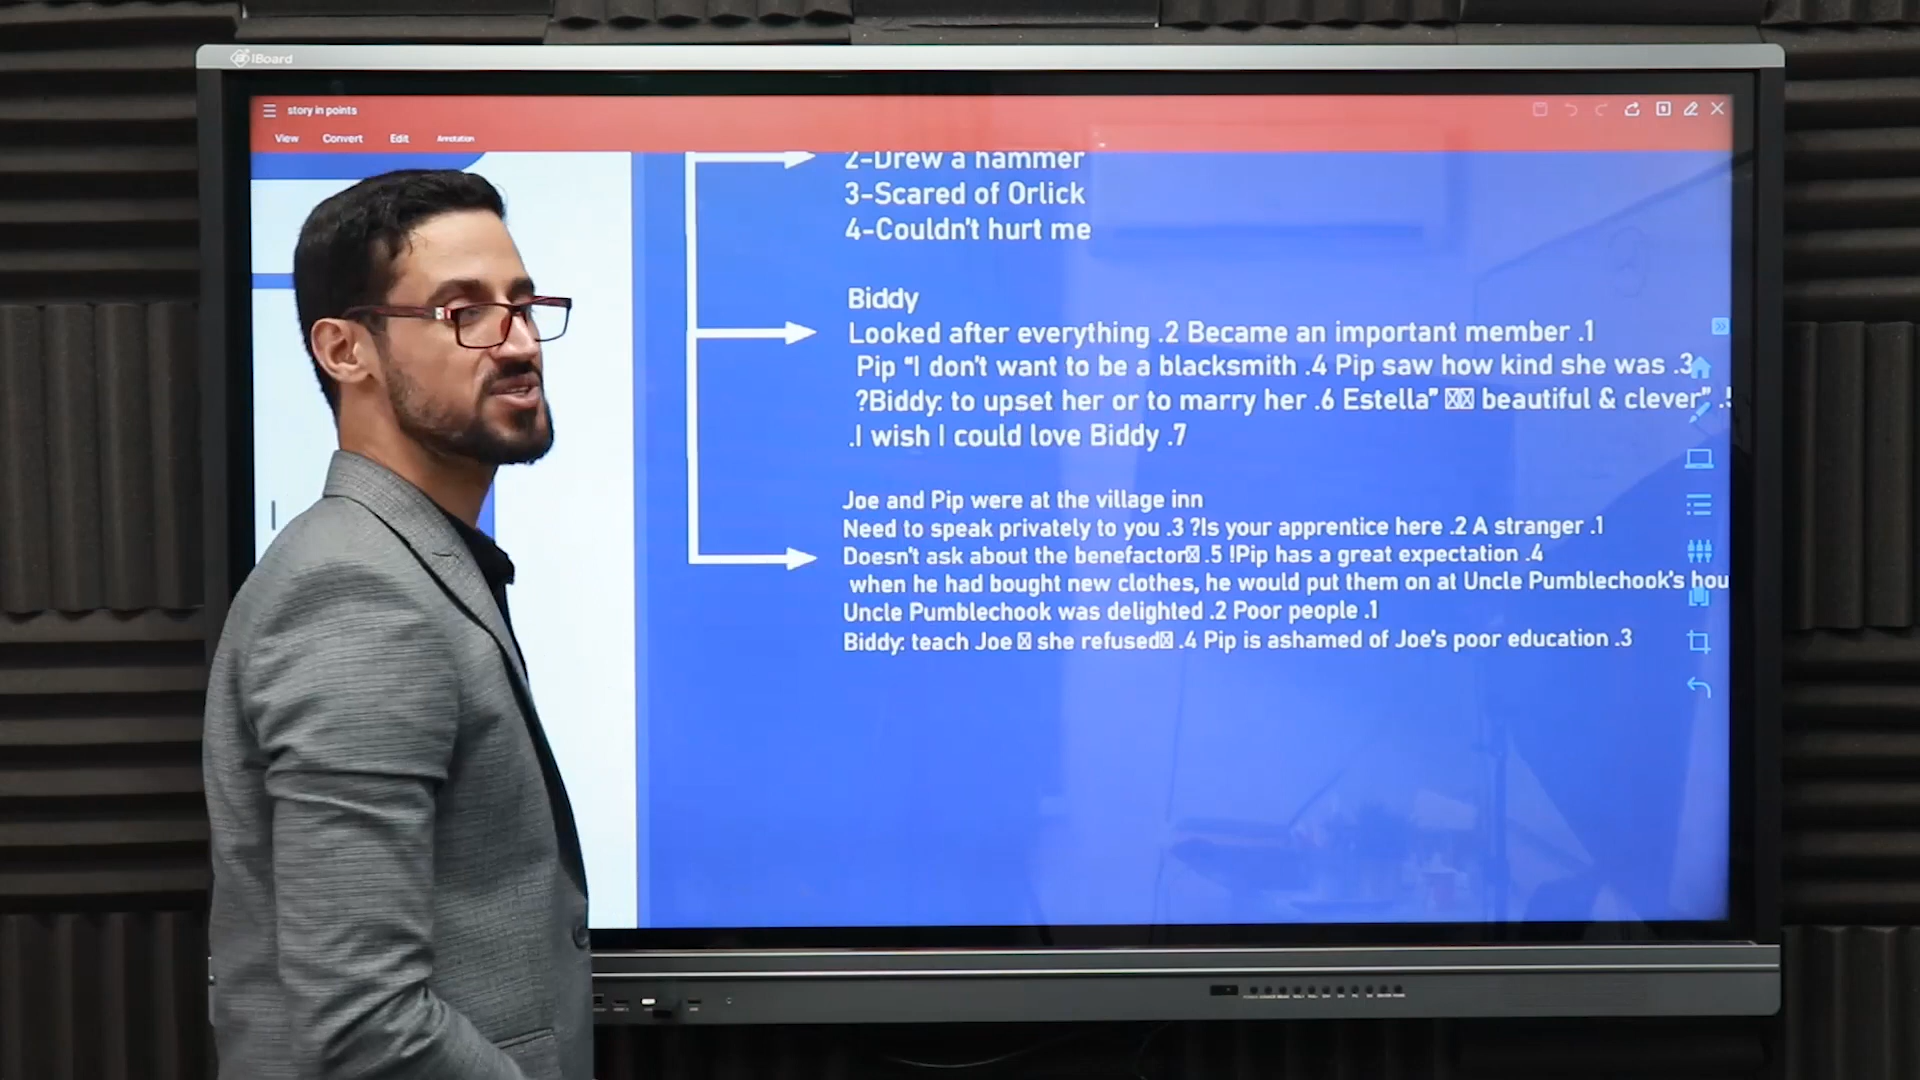 iBoard
story in points
View Convert Edit Annotation
2-Drew a hammer
3-Scared of Orlick
4-Couldn't hurt me
Biddy
Looked after everything .2 Became an important member .1
Pip “I don't want to be a blacksmith .4 Pip saw how kind she was .3
?Biddy: to upset her or to marry her .6 Estella” beautiful & clever” .5
.I wish I could love Biddy .7
Joe and Pip were at the village inn
Need to speak privately to you .3 ?Is your apprentice here .2 A stranger .1
Doesn't ask about the benefactor .5 !Pip has a great expectation .4
when he had bought new clothes, he would put them on at Uncle Pumblechook's hou
Uncle Pumblechook was delighted .2 Poor people .1
Biddy: teach Joe she refused .4 Pip is ashamed of Joe's poor education .3